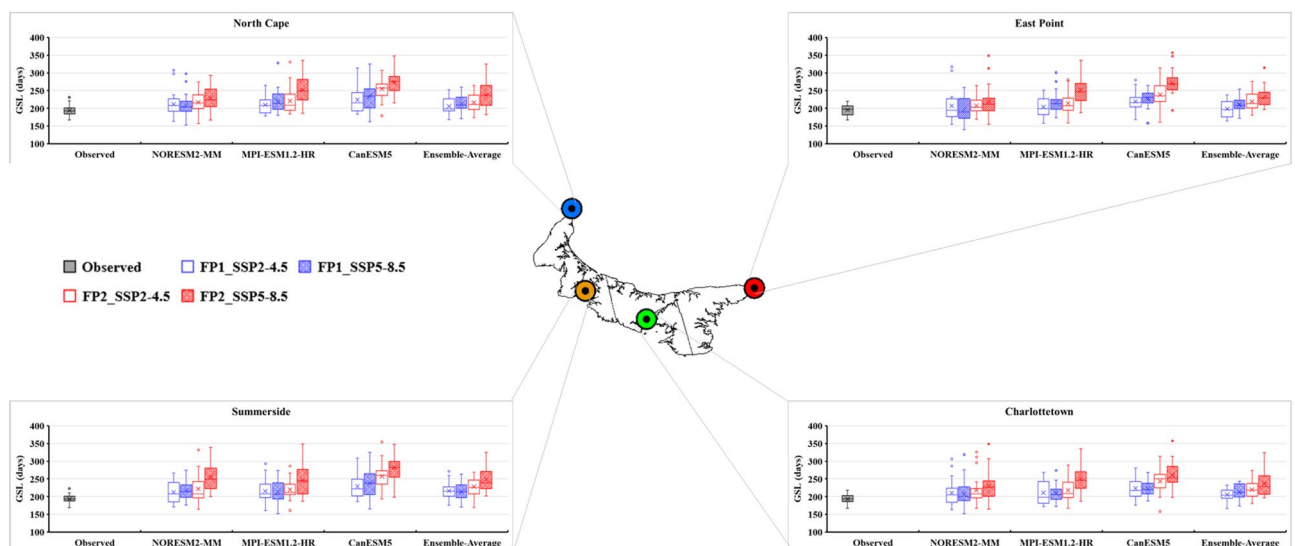 North Cape
GSL (days)
400
350
300
250
200
150
100
Observed NORESM2-MM MPI-ESM1.2-HR CanESM5 Ensemble-Average
East Point
GSL (days)
400
350
300
250
200
150
100
Observed NORESM2-MM MPI-ESM1.2-HR CanESM5 Ensemble-Average
Observed FP1_SSP2-4.5 FP1_SSP5-8.5
FP2_SSP2-4.5 FP2_SSP5-8.5
Summerside
GSL (days)
400
350
300
250
200
150
100
Observed NORESM2-MM MPI-ESM1.2-HR CanESM5 Ensemble-Average
Charlottetown
GSL (days)
400
350
300
250
200
150
100
Observed NORESM2-MM MPI-ESM1.2-HR CanESM5 Ensemble-Average